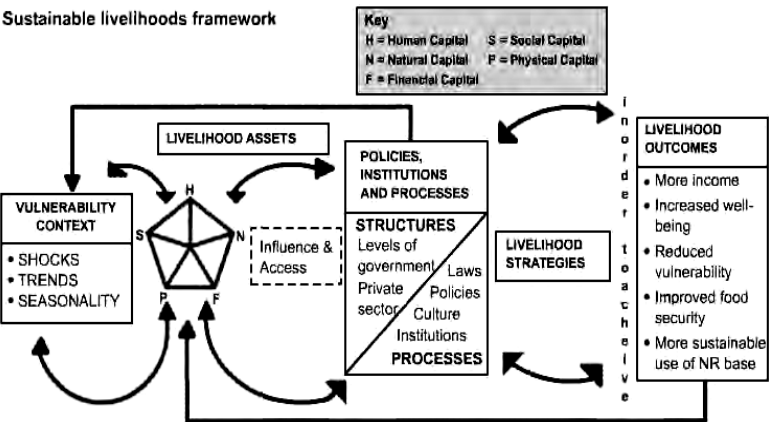 Sustainable livelihoods framework
Key
H = Human Capital S = Social Capital
N = Natural Capital P = Physical Capital
F = Financial Capital
LIVELIHOOD ASSETS
H
S
N
P
F
VULNERABILITY
CONTEXT
• SHOCKS
• TRENDS
• SEASONALITY
Influence &
Access
POLICIES,
INSTITUTIONS
AND PROCESSES
STRUCTURES
Levels of
government
Private
sector
Laws
Policies
Culture
Institutions
PROCESSES
LIVELIHOOD
STRATEGIES
inorder toacheive
LIVELIHOOD
OUTCOMES
• More income
• Increased well-
being
• Reduced
vulnerability
• Improved food
security
• More sustainable
use of NR base